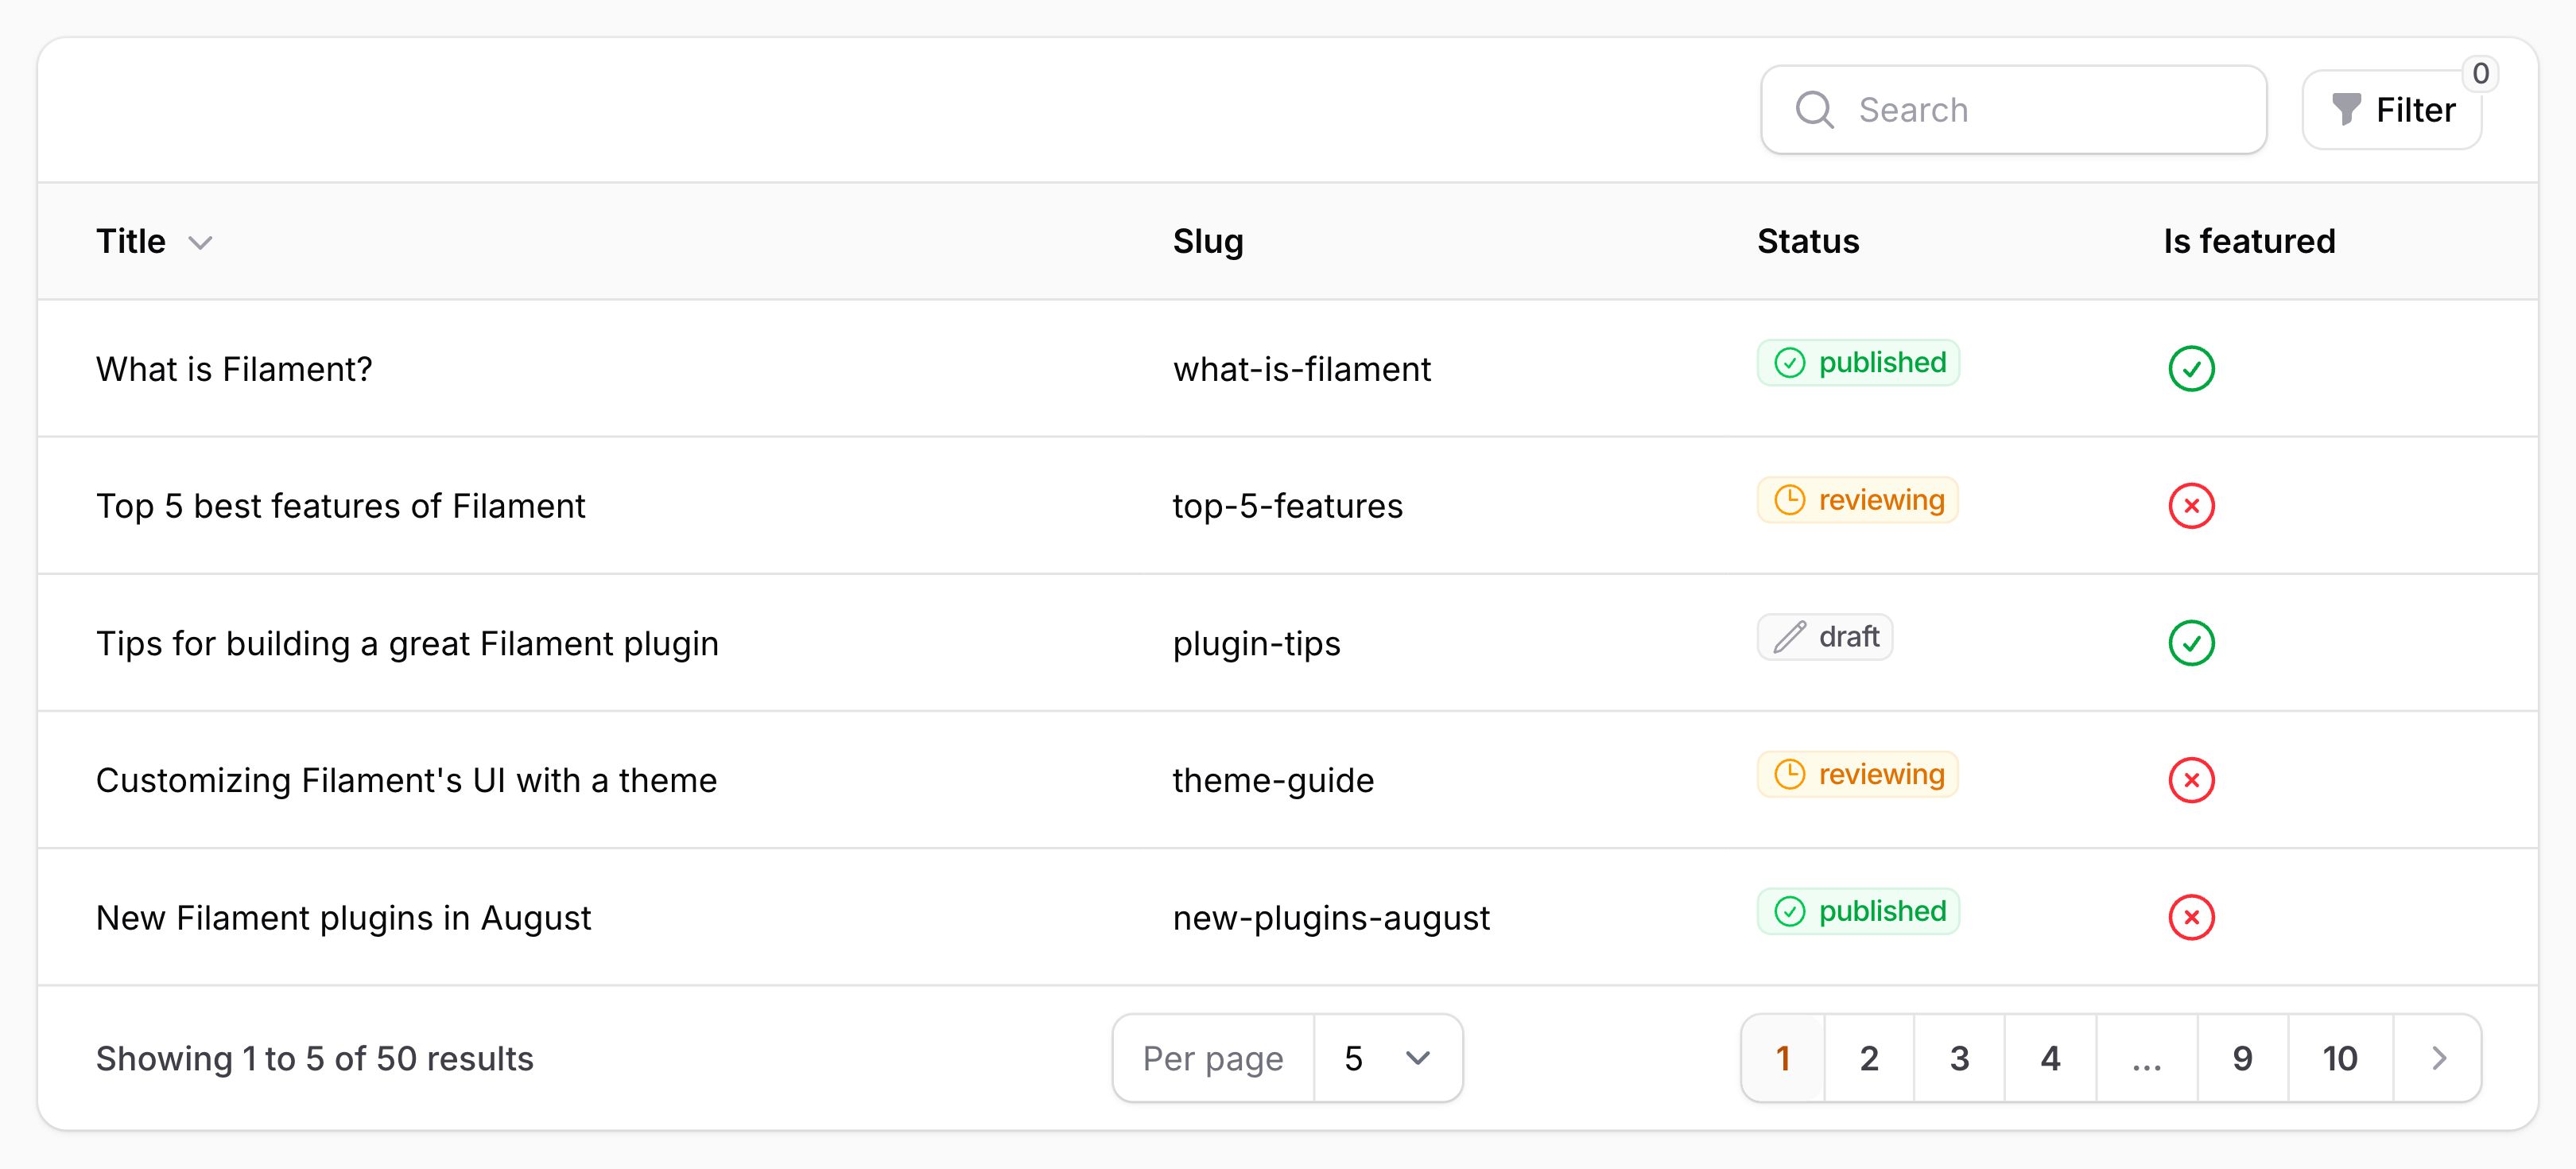 Search
Filter 0
Title Slug Status Is featured
What is Filament? what-is-filament published
Top 5 best features of Filament top-5-features reviewing
Tips for building a great Filament plugin plugin-tips draft
Customizing Filament's UI with a theme theme-guide reviewing
New Filament plugins in August new-plugins-august published
Showing 1 to 5 of 50 results Per page 5 1 2 3 4 ... 9 10